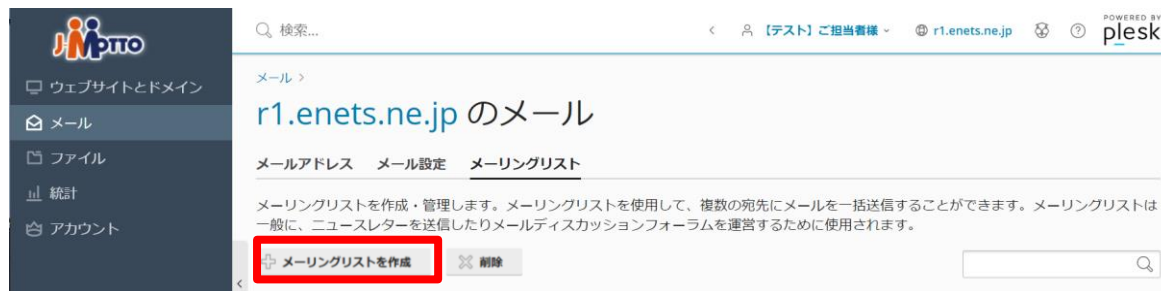 J-MOTTO
検索...
【テスト】ご担当者様
r1.enets.ne.jp
POWERED BY
plesk
ウェブサイトとドメイン
メール
ファイル
統計
アカウント
メール >
r1.enets.ne.jp のメール
メールアドレス メール設定 メーリングリスト
メーリングリストを作成・管理します。メーリングリストを使用して、複数の宛先にメールを一括送信することができます。メーリングリストは
一般に、ニュースレターを送信したりメールディスカッションフォーラムを運営するために使用されます。
メーリングリストを作成 削除